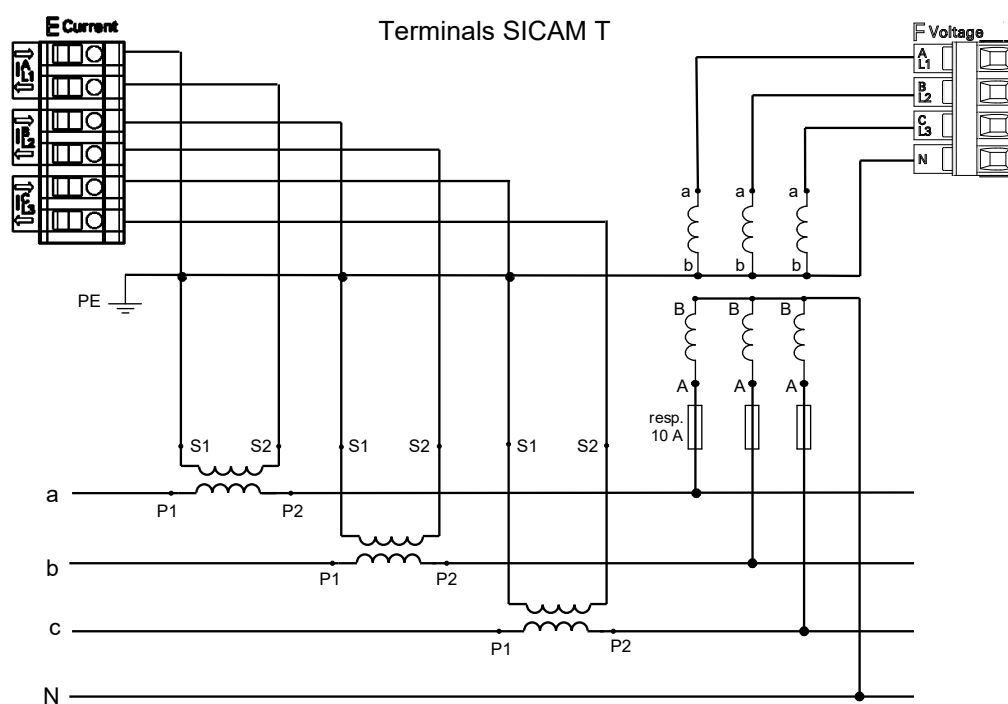 Terminals SICAM T
E Current
F Voltage
A
L1
B
L2
C
L3
N
I A
L1
I B
L2
I C
L3
a a a
b b b
PE
B B B
A A A
resp.
10 A
S1 S2 S1 S2 S1 S2
a
P1 P2
b
P1 P2
c
P1 P2
N